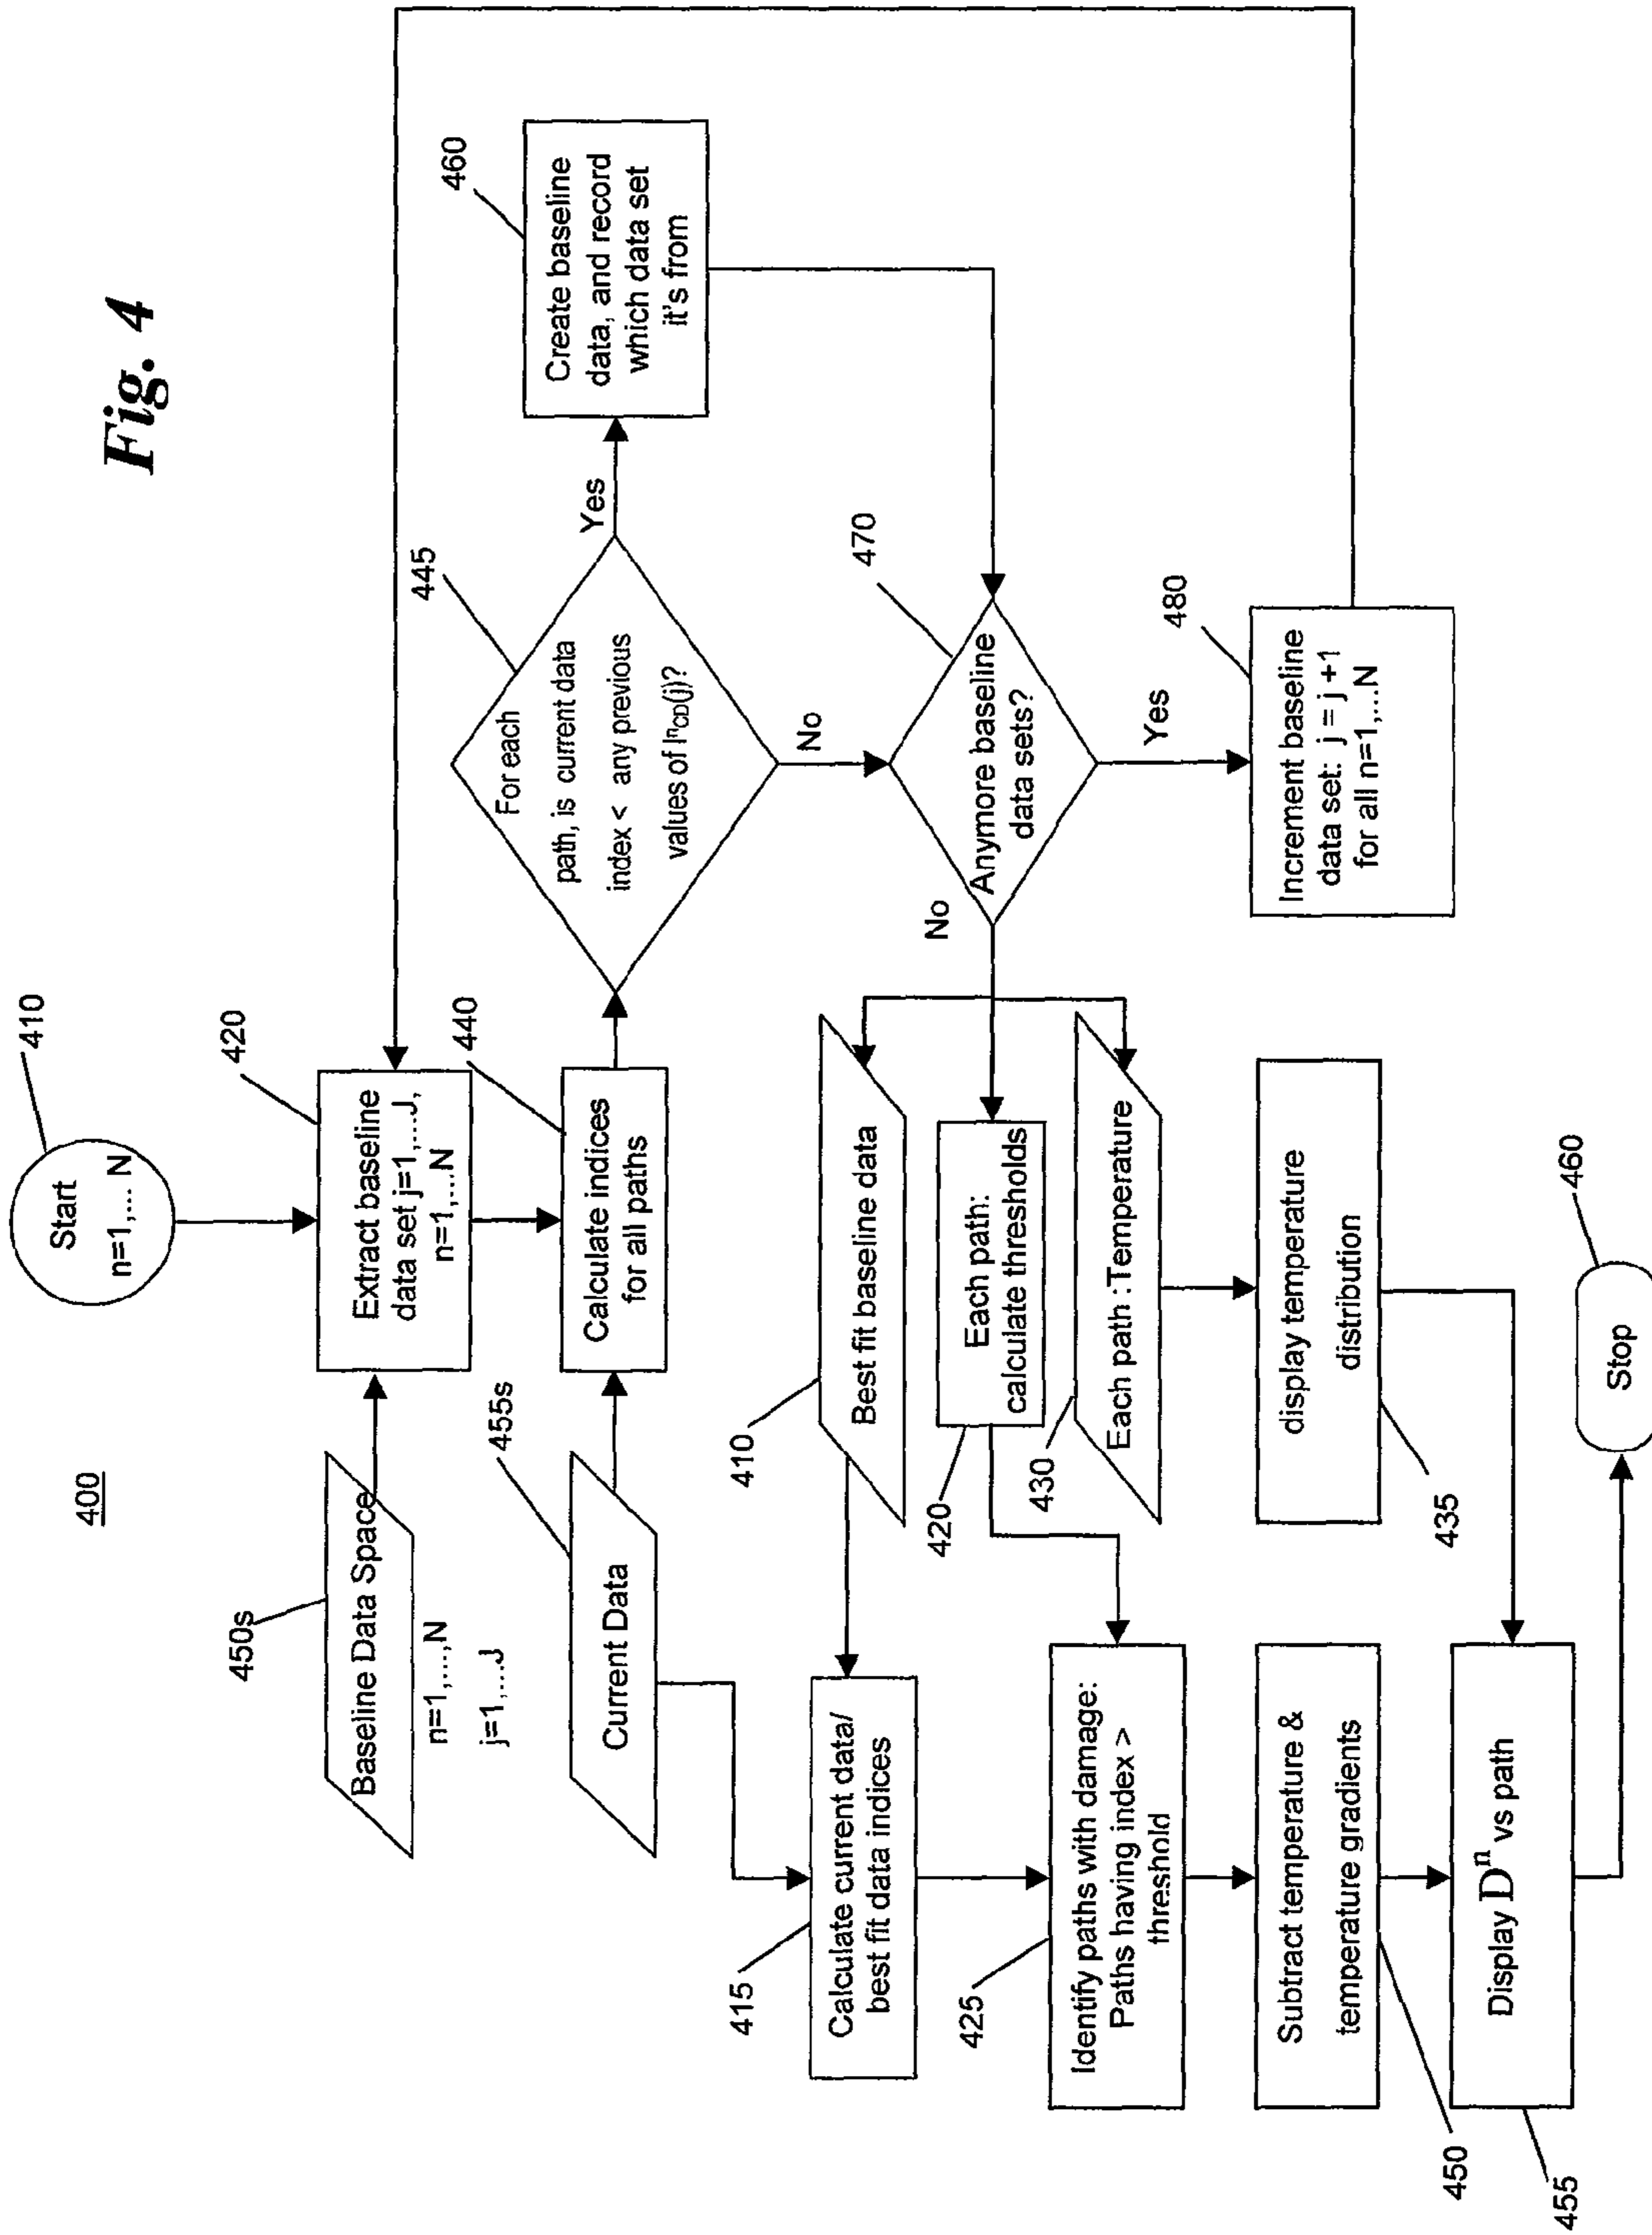 Fig. 4
400
410
Start
n=1,... N
450s
Baseline Data Space
n=1,...,N
j=1,...J
420
Extract baseline
data set j=1,...J,
n=1,...N
455s
Current Data
440
Calculate indices
for all paths
445
For each
path, is current data
index < any previous
values of IⁿCD(j)?
Yes
No
460
Create baseline
data, and record
which data set
it's from
470
Anymore baseline
data sets?
No
Yes
480
Increment baseline
data set: j = j +1
for all n=1,...N
410
Best fit baseline data
420
Each path:
calculate thresholds
430
Each path :Temperature
415
Calculate current data/
best fit data indices
425
Identify paths with damage:
Paths having index >
threshold
435
display temperature
distribution
450
Subtract temperature &
temperature gradients
455
Display Dⁿ vs path
460
Stop